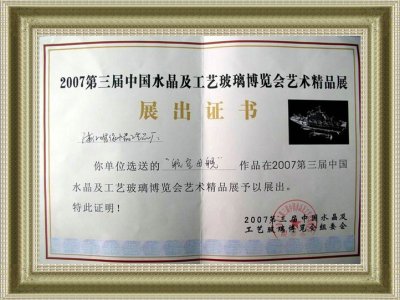 2007第三届中国水晶及工艺玻璃博览会艺术精品展
展出证书
你单位选送的 " " 作品在2007第三届中国
水晶及工艺玻璃博览会艺术精品展予以展出。
特此证明!
2007第三届中国水晶及
工艺玻璃博览会组委会